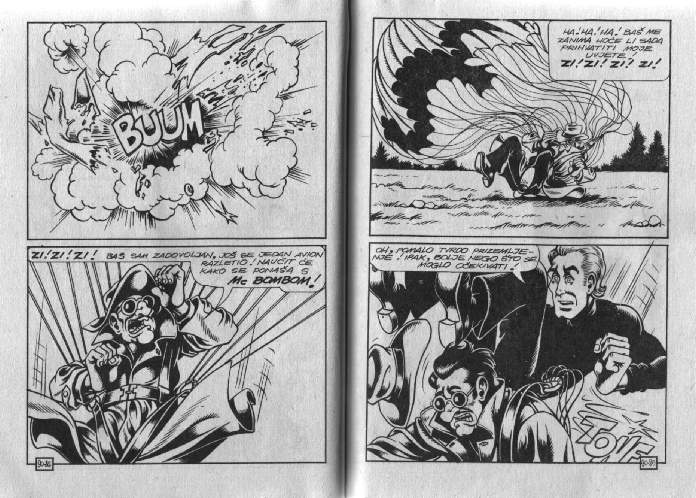 BUUM
ZI! ZI! ZI! BAŠ SAM ZADOVOLJAN, JOŠ SE JEDAN AVION
RAZLETIO! NAUČIT ĆE
KAKO SE PONAŠA S
Mc BOMBOM!
HA! HA! HA! BAŠ ME
ZANIMA HOĆE LI SADA
PRIHVATITI MOJE
UVJETE.
ZI! ZI! ZI! ZI!
OH, POMALO TVRDO PRIZEMLJE-
NJE! IPAK, BOLJE NEGO ŠTO SE
MOGLO OČEKIVATI!